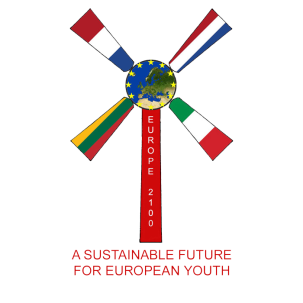 EUROPE 2100
A SUSTAINABLE FUTURE
FOR EUROPEAN YOUTH